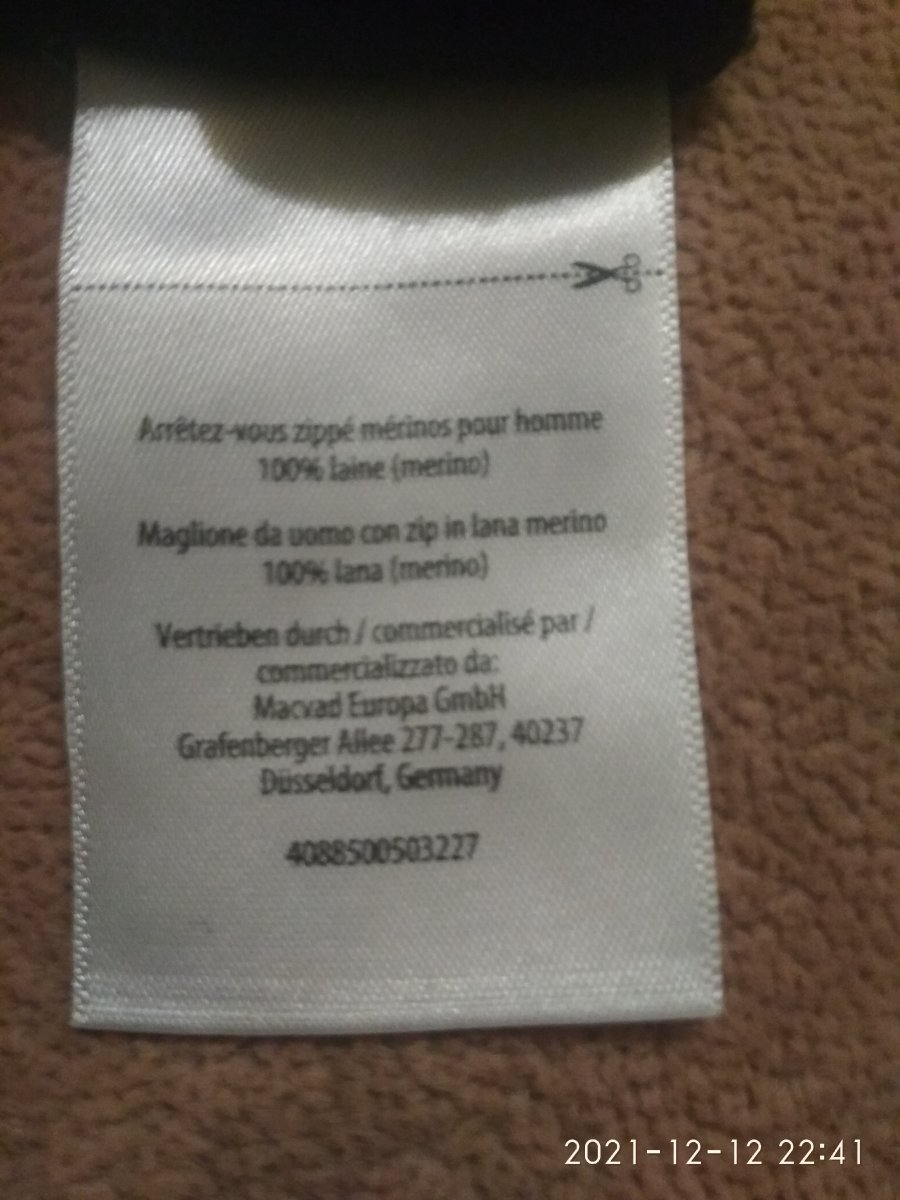 Arrêtez-vous zippé mérinos pour homme
100% laine (merino)
Maglione da uomo con zip in lana merino
100% lana (merino)
Vertrieben durch / commercialisé par /
commercializzato da:
Macvad Europa GmbH
Grafenberger Allee 277-287, 40237
Düsseldorf, Germany
4088500503227
2021-12-12 22:41